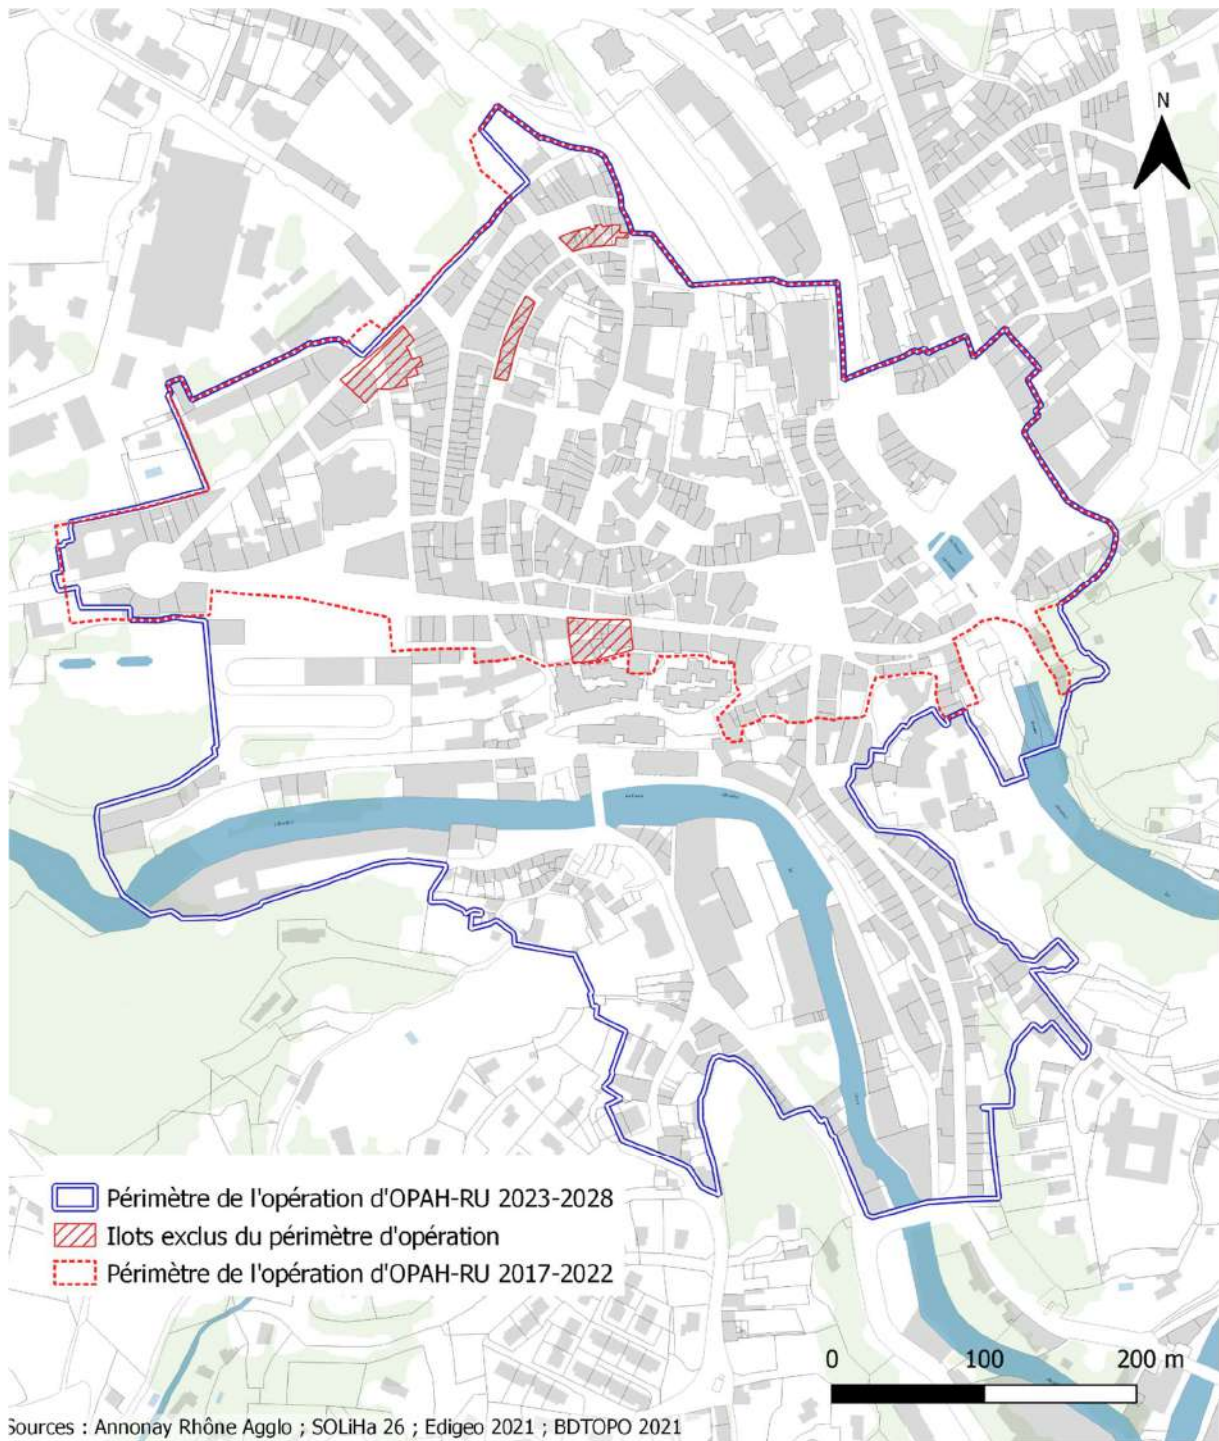 N
Périmètre de l'opération d'OPAH-RU 2023-2028
Ilots exclus du périmètre d'opération
Périmètre de l'opération d'OPAH-RU 2017-2022
0 100 200 m
Sources : Annonay Rhône Agglo ; SOLiHa 26 ; Edigeo 2021 ; BDTOPO 2021